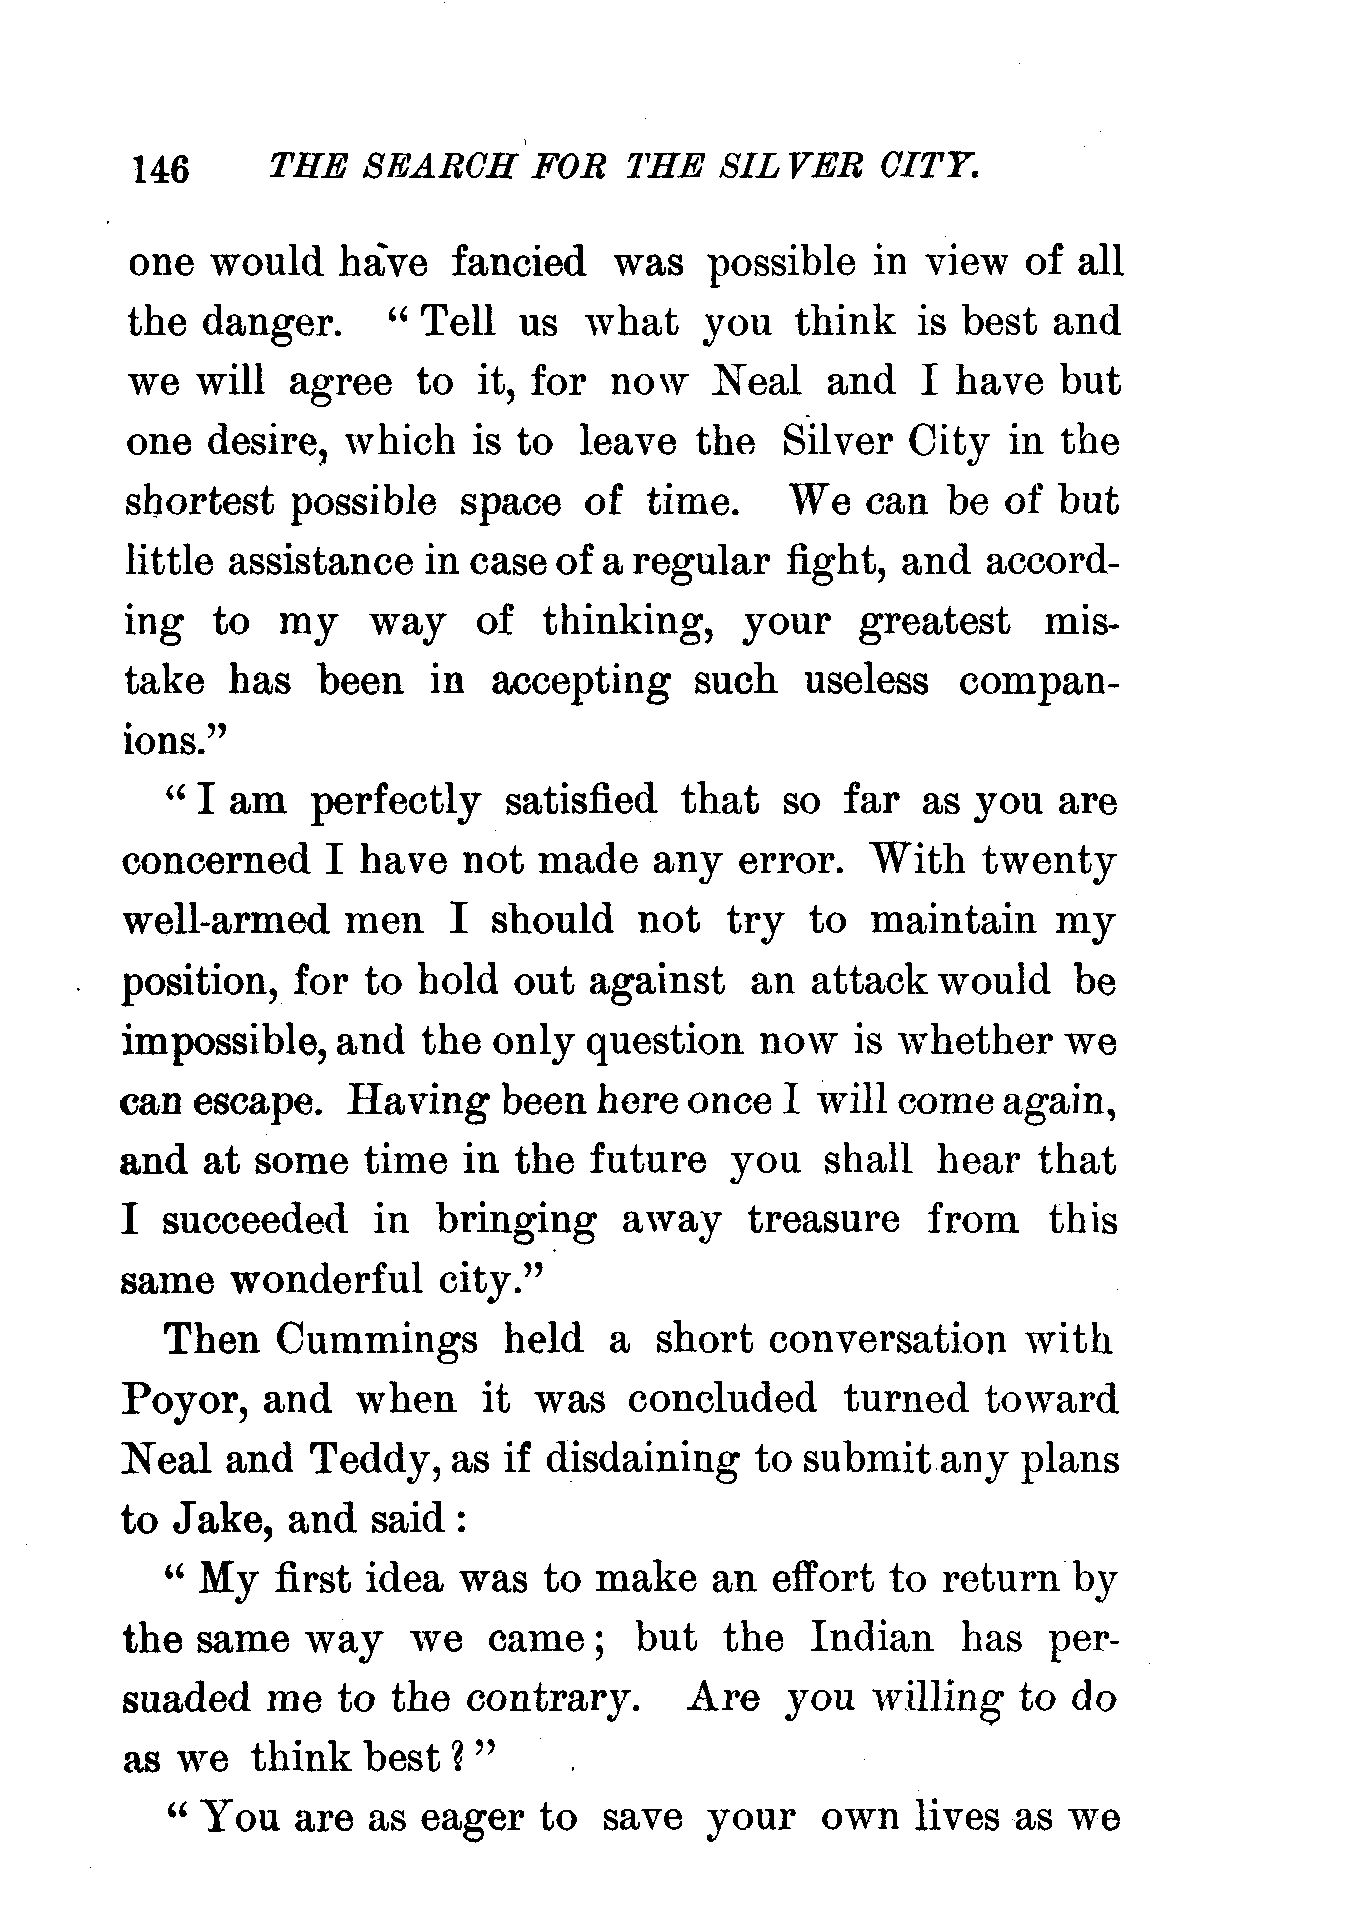 146 THE SEARCH FOR THE SILVER CITY.
one would have fancied was possible in view of all
the danger. “ Tell us what you think is best and
we will agree to it, for now Neal and I have but
one desire, which is to leave the Silver City in the
shortest possible space of time. We can be of but
little assistance in case of a regular fight, and accord-
ing to my way of thinking, your greatest mis-
take has been in accepting such useless compan-
ions.”
“ I am perfectly satisfied that so far as you are
concerned I have not made any error. With twenty
well-armed men I should not try to maintain my
position, for to hold out against an attack would be
impossible, and the only question now is whether we
can escape. Having been here once I will come again,
and at some time in the future you shall hear that
I succeeded in bringing away treasure from this
same wonderful city.”
Then Cummings held a short conversation with
Poyor, and when it was concluded turned toward
Neal and Teddy, as if disdaining to submit any plans
to Jake, and said :
“ My first idea was to make an effort to return by
the same way we came ; but the Indian has per-
suaded me to the contrary. Are you willing to do
as we think best ? ”
“ You are as eager to save your own lives as we